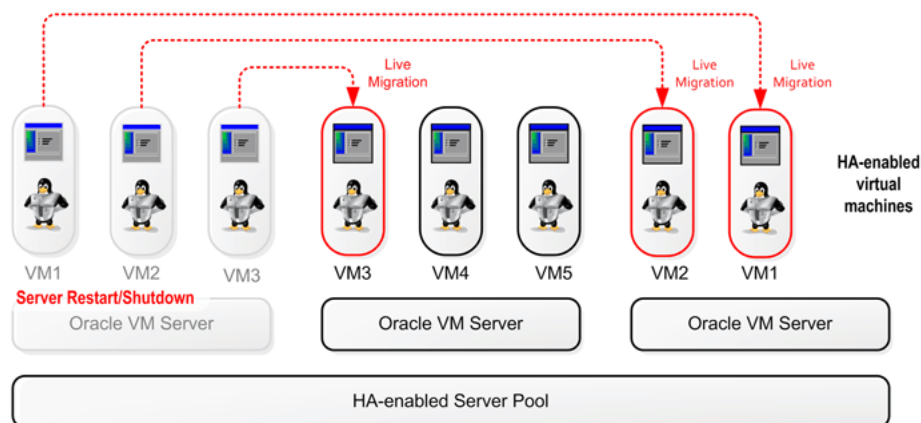 Live
Migration
Live
Migration
Live
Migration
HA-enabled
virtual
machines
VM1
VM2
VM3
VM3
VM4
VM5
VM2
VM1
Server Restart/Shutdown
Oracle VM Server
Oracle VM Server
Oracle VM Server
HA-enabled Server Pool